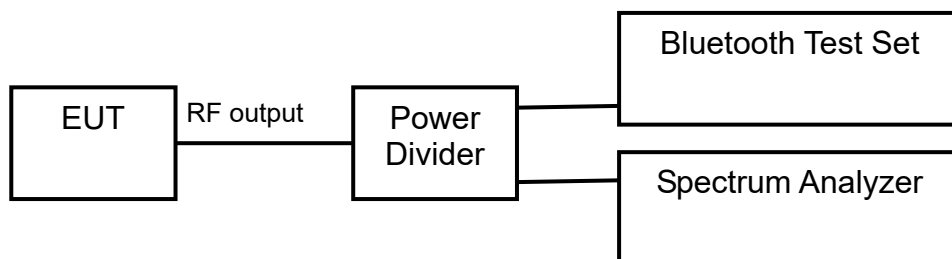 EUT
RF output
Power
Divider
Bluetooth Test Set
Spectrum Analyzer